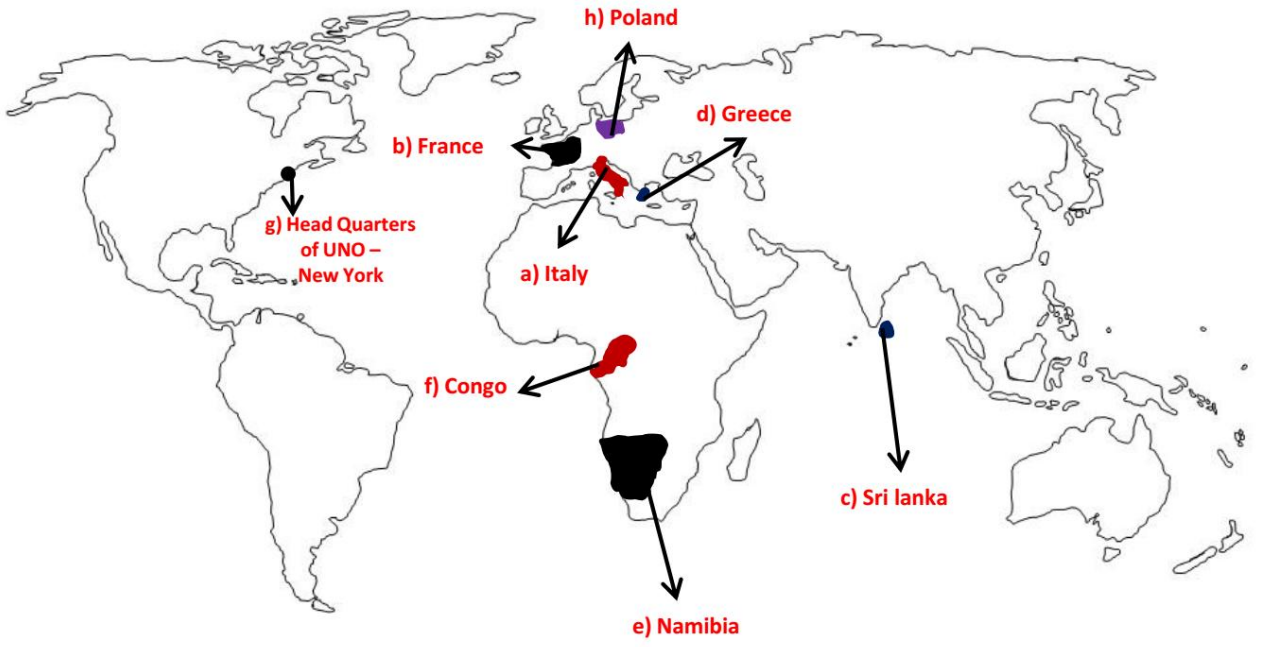 h) Poland
d) Greece
b) France
g) Head Quarters
of UNO –
New York
a) Italy
f) Congo
c) Sri lanka
e) Namibia